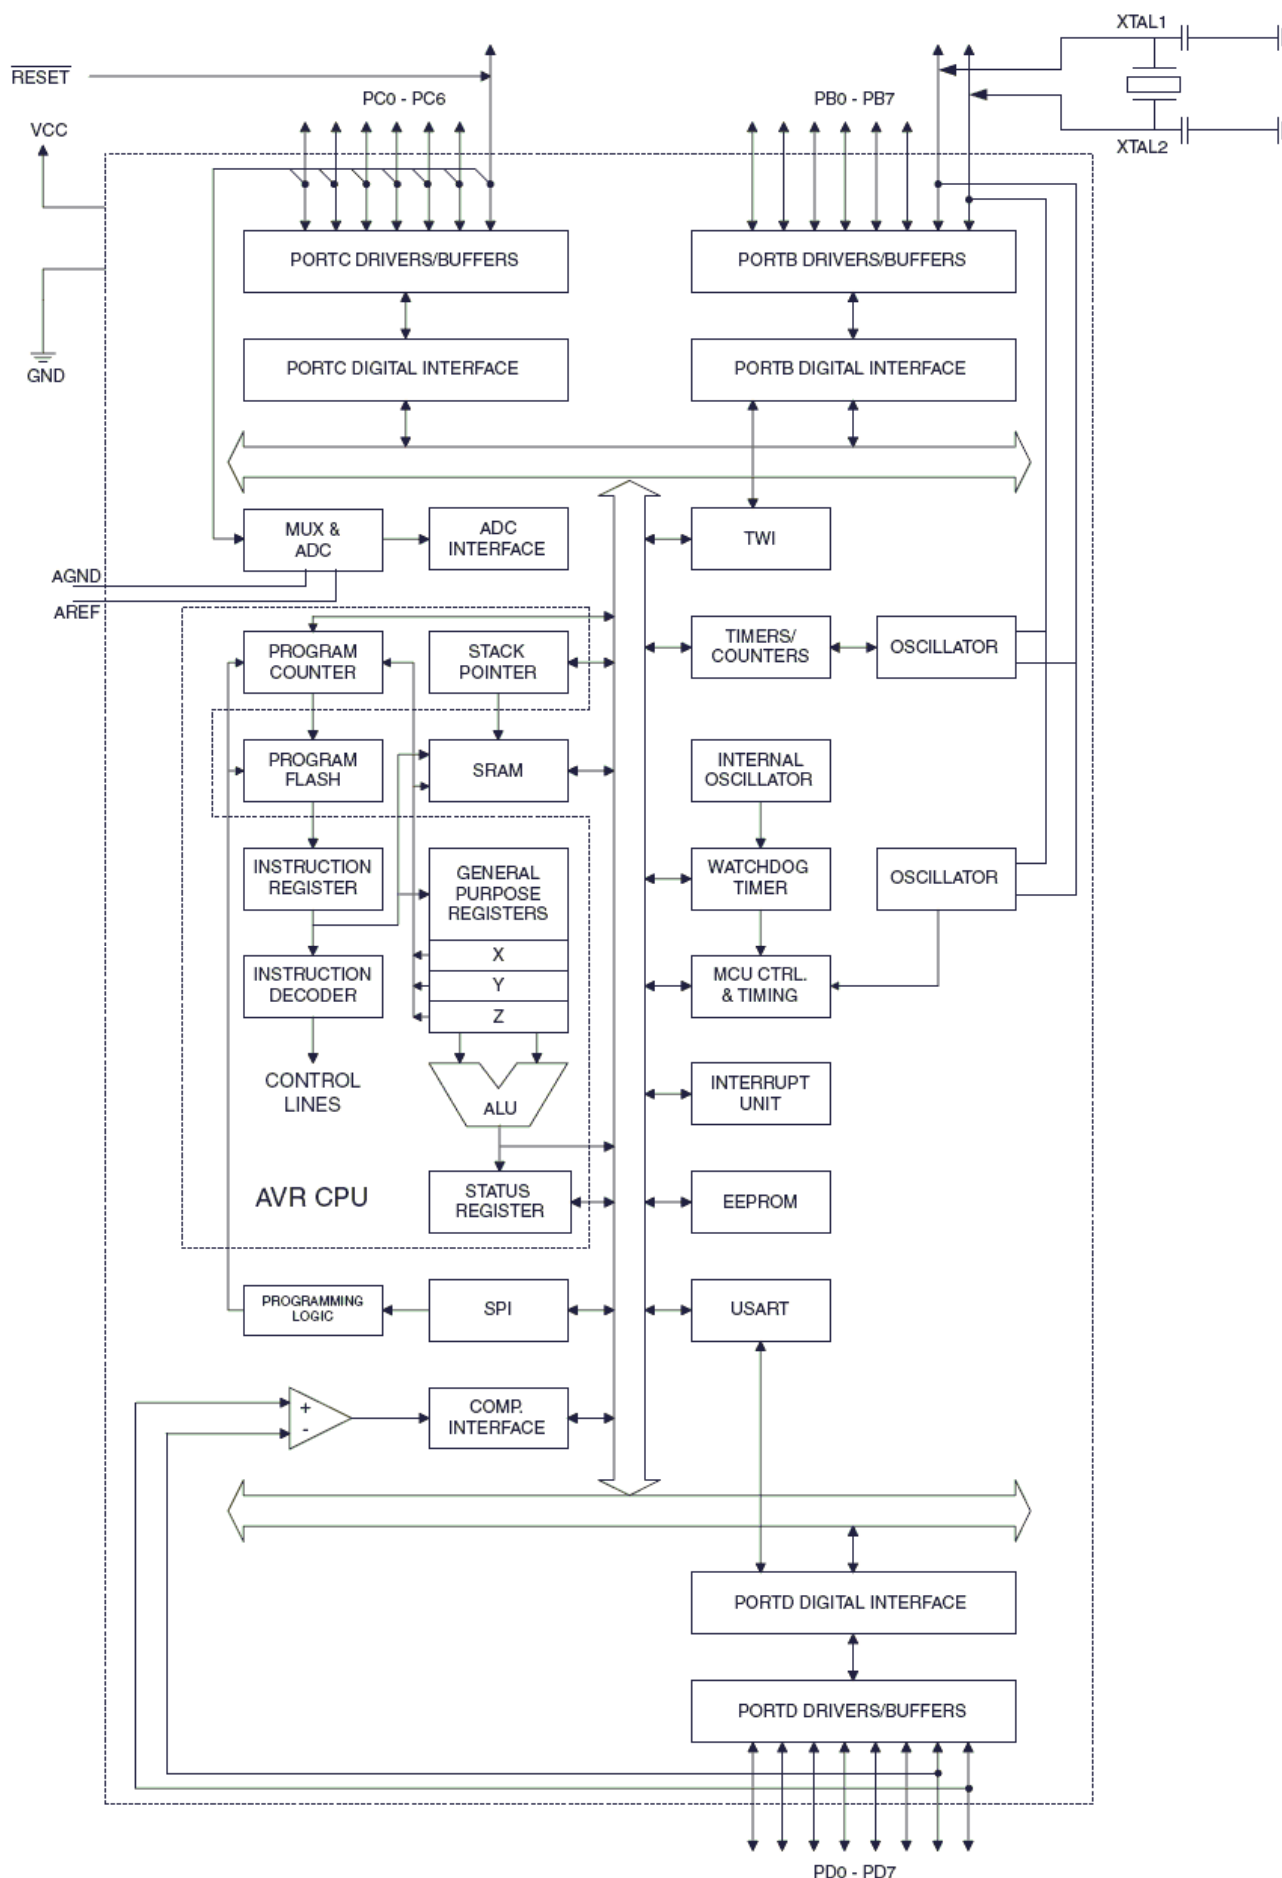 XTAL1
RESET
PC0 - PC6
PB0 - PB7
VCC
XTAL2
PORTC DRIVERS/BUFFERS
PORTB DRIVERS/BUFFERS
GND
PORTC DIGITAL INTERFACE
PORTB DIGITAL INTERFACE
MUX &
ADC
ADC
INTERFACE
TWI
AGND
AREF
PROGRAM
COUNTER
STACK
POINTER
TIMERS/
COUNTERS
OSCILLATOR
PROGRAM
FLASH
SRAM
INTERNAL
OSCILLATOR
INSTRUCTION
REGISTER
GENERAL
PURPOSE
REGISTERS
WATCHDOG
TIMER
OSCILLATOR
X
INSTRUCTION
DECODER
Y
Z
MCU CTRL.
& TIMING
CONTROL
LINES
ALU
INTERRUPT
UNIT
AVR CPU
STATUS
REGISTER
EEPROM
PROGRAMMING
LOGIC
SPI
USART
+
-
COMP.
INTERFACE
PORTD DIGITAL INTERFACE
PORTD DRIVERS/BUFFERS
PD0 - PD7